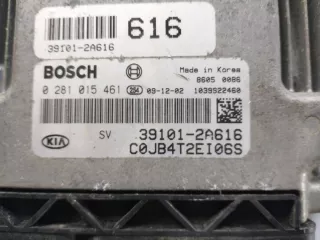 616
39101-2A616
BOSCH
Made in Korea
8605 0086
0 281 015 461 254 09-12-02 1039S22460
KIA SV 39101-2A616
C0JB4T2EI06S